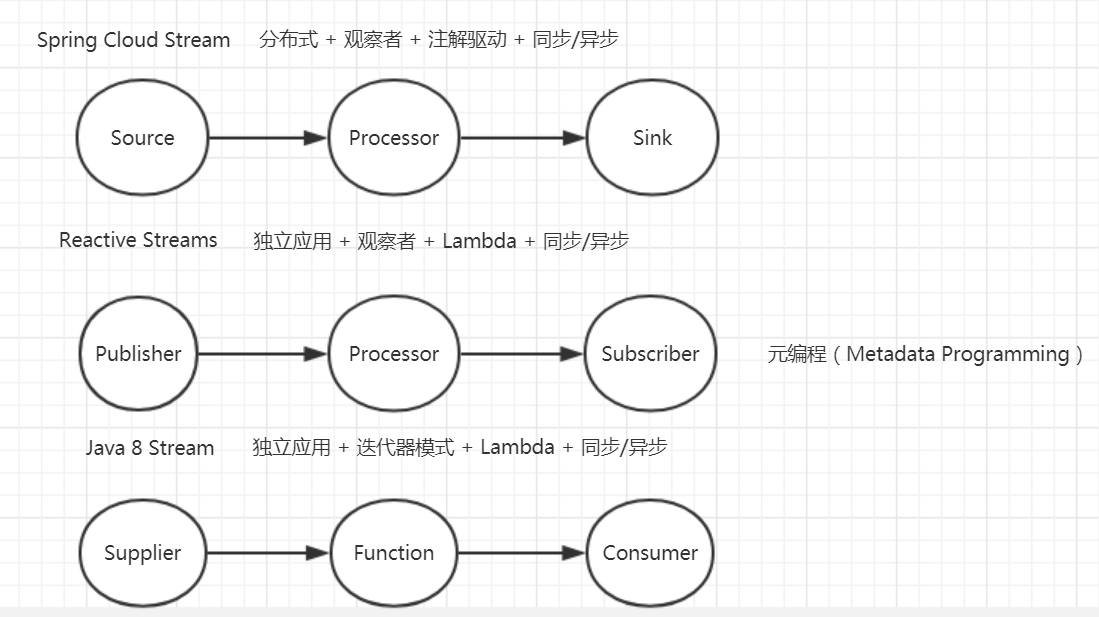 Spring Cloud Stream 分布式 + 观察者 + 注解驱动 + 同步/异步
Source Processor Sink
Reactive Streams 独立应用 + 观察者 + Lambda + 同步/异步
Publisher Processor Subscriber 元编程（Metadata Programming）
Java 8 Stream 独立应用 + 迭代器模式 + Lambda + 同步/异步
Supplier Function Consumer